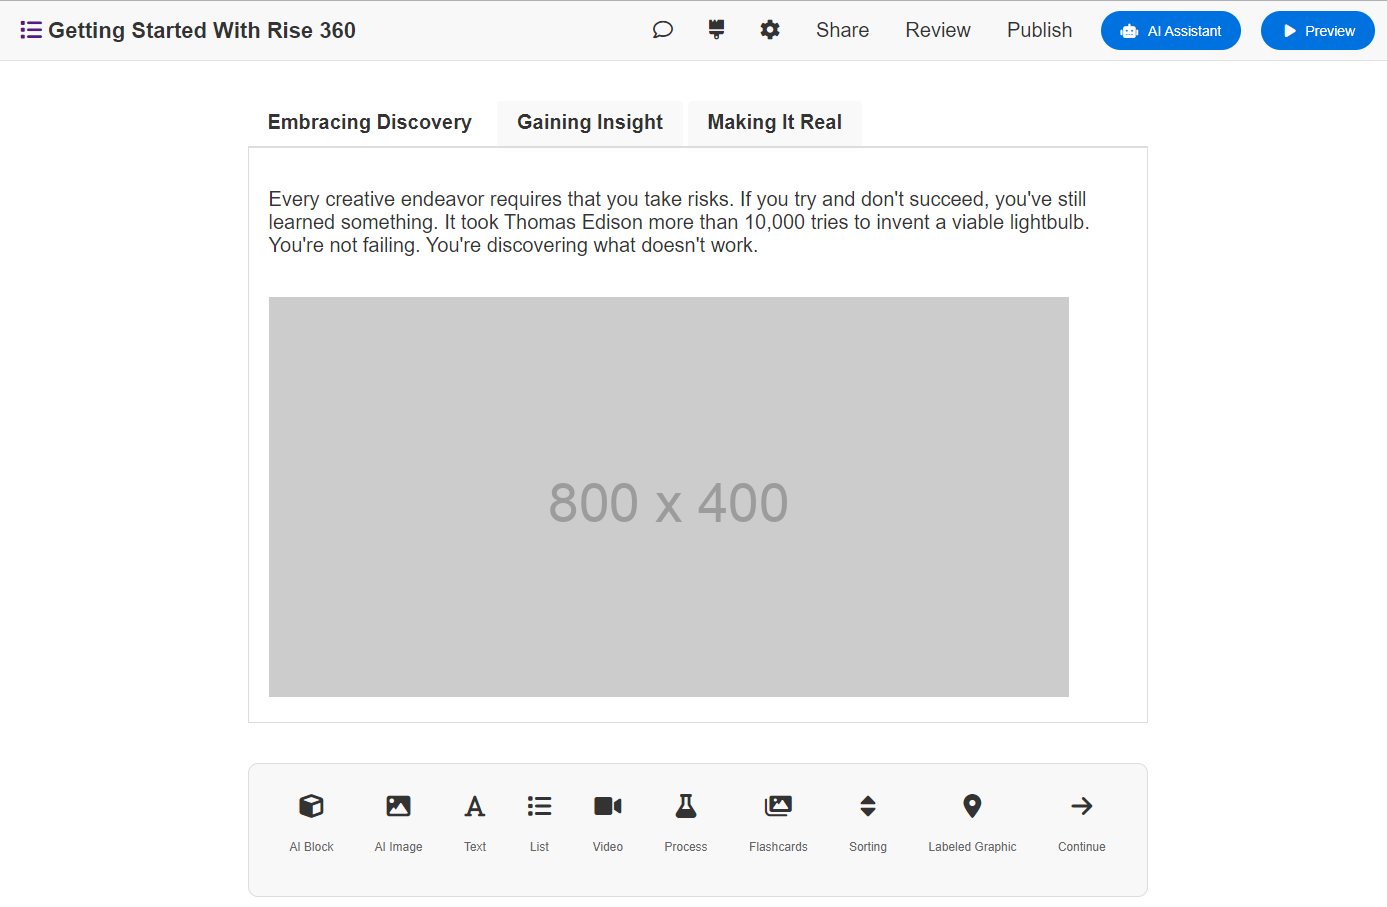 Getting Started With Rise 360
Share
Review
Publish
AI Assistant
Preview
Embracing Discovery
Gaining Insight
Making It Real
Every creative endeavor requires that you take risks. If you try and don't succeed, you've still
learned something. It took Thomas Edison more than 10,000 tries to invent a viable lightbulb.
You're not failing. You're discovering what doesn't work.
800 x 400
AI Block
AI Image
Text
List
Video
Process
Flashcards
Sorting
Labeled Graphic
Continue